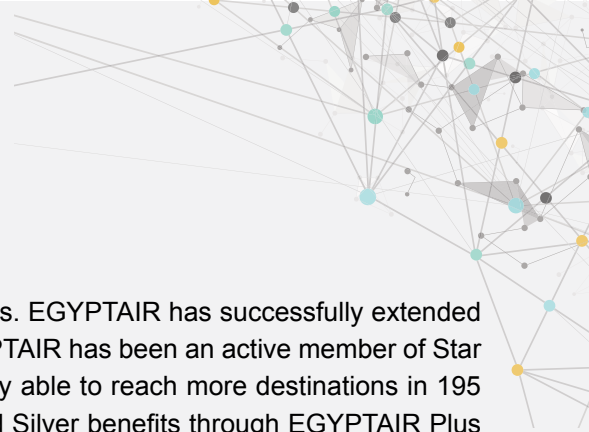 s. EGYPTAIR has successfully extended
PTAIR has been an active member of Star
y able to reach more destinations in 195
Silver benefits through EGYPTAIR Plus